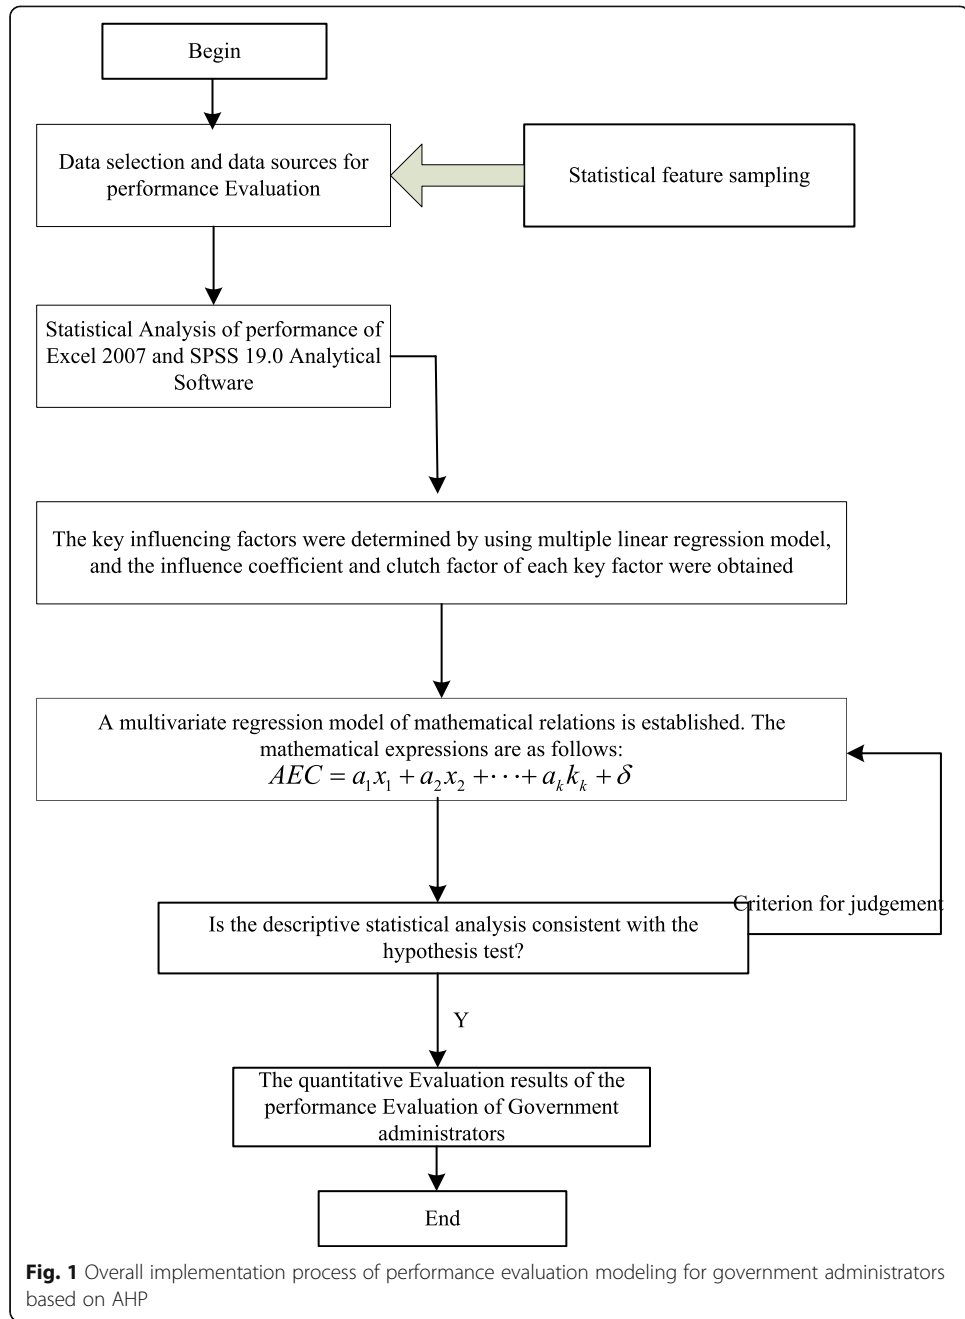 Begin
Data selection and data sources for
performance Evaluation
Statistical feature sampling
Statistical Analysis of performance of
Excel 2007 and SPSS 19.0 Analytical
Software
The key influencing factors were determined by using multiple linear regression model,
and the influence coefficient and clutch factor of each key factor were obtained
A multivariate regression model of mathematical relations is established. The
mathematical expressions are as follows:
AEC = a₁x₁ + a₂x₂ +···+ aₖkₖ + δ
Criterion for judgement
Is the descriptive statistical analysis consistent with the
hypothesis test?
Y
The quantitative Evaluation results of the
performance Evaluation of Government
administrators
End
Fig. 1 Overall implementation process of performance evaluation modeling for government administrators
based on AHP